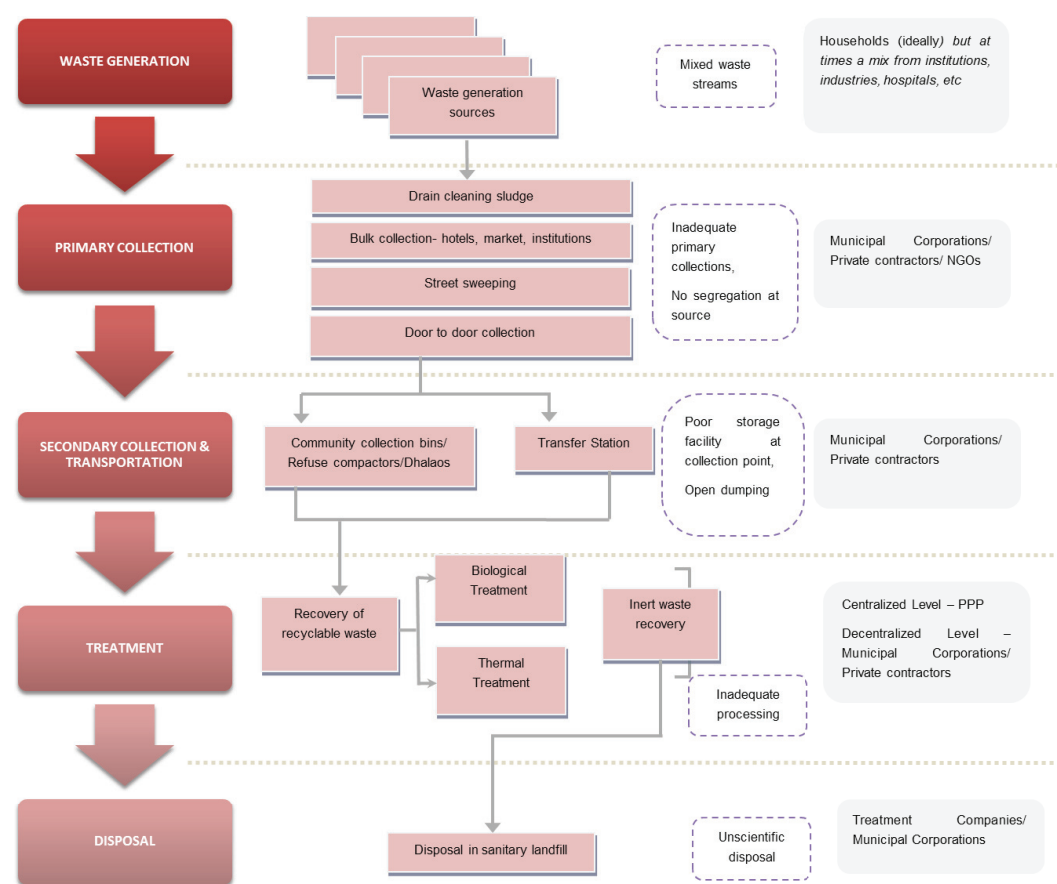 WASTE GENERATION
Waste generation
sources
Mixed waste
streams
Households (ideally) but at
times a mix from institutions,
industries, hospitals, etc
PRIMARY COLLECTION
Drain cleaning sludge
Bulk collection- hotels, market, institutions
Street sweeping
Door to door collection
Inadequate
primary
collections,
No segregation at
source
Municipal Corporations/
Private contractors/ NGOs
SECONDARY COLLECTION &
TRANSPORTATION
Community collection bins/
Refuse compactors/Dhalaos
Transfer Station
Poor storage
facility at
collection point,
Open dumping
Municipal Corporations/
Private contractors
TREATMENT
Recovery of
recyclable waste
Biological
Treatment
Thermal
Treatment
Inert waste
recovery
Inadequate
processing
Centralized Level – PPP
Decentralized Level –
Municipal Corporations/
Private contractors
DISPOSAL
Disposal in sanitary landfill
Unscientific
disposal
Treatment Companies/
Municipal Corporations